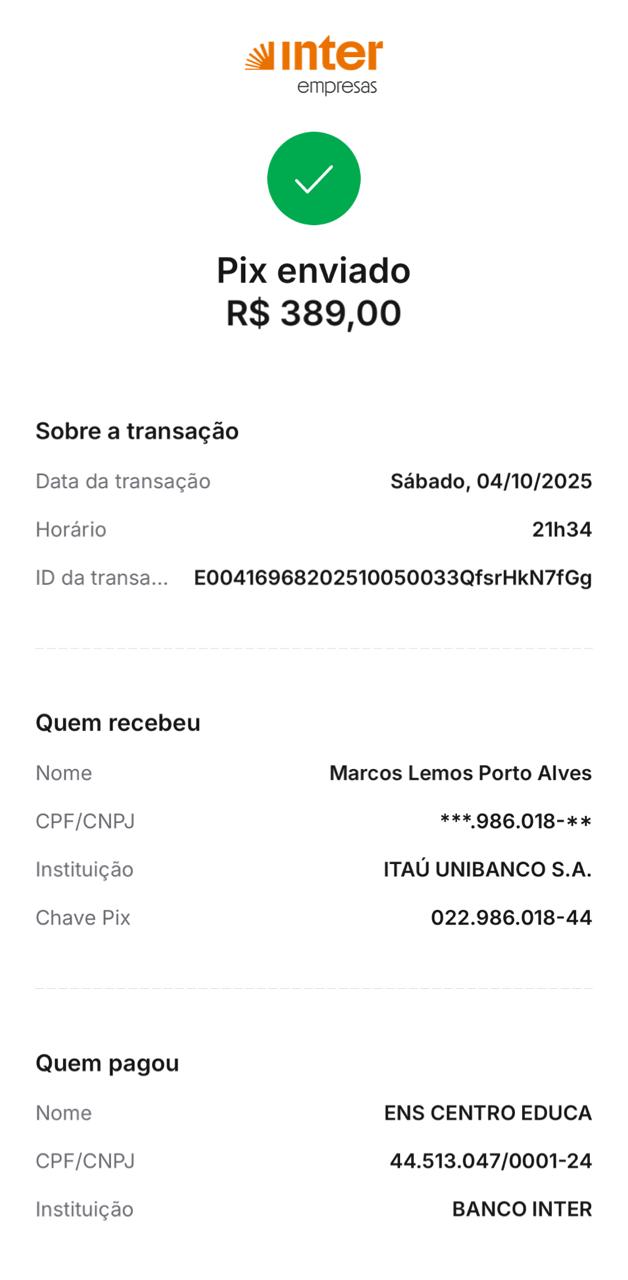 inter
empresas
Pix enviado
R$ 389,00
Sobre a transação
Data da transação Sábado, 04/10/2025
Horário 21h34
ID da transa... E00416968202510050033QfsrHkN7fGg
Quem recebeu
Nome Marcos Lemos Porto Alves
CPF/CNPJ ***.986.018-**
Instituição ITAÚ UNIBANCO S.A.
Chave Pix 022.986.018-44
Quem pagou
Nome ENS CENTRO EDUCA
CPF/CNPJ 44.513.047/0001-24
Instituição BANCO INTER